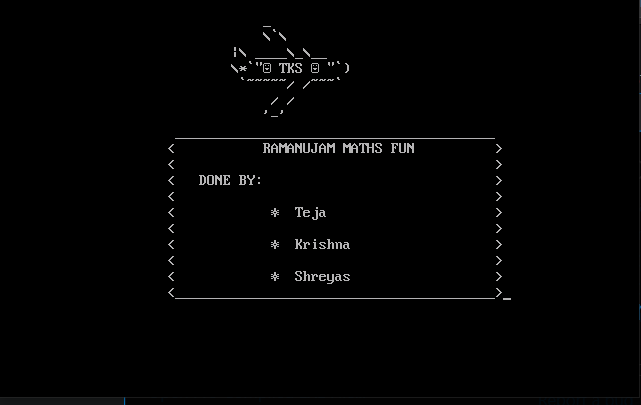 TKS
RAMANUJAM MATHS FUN
DONE BY:
* Teja
* Krishna
* Shreyas